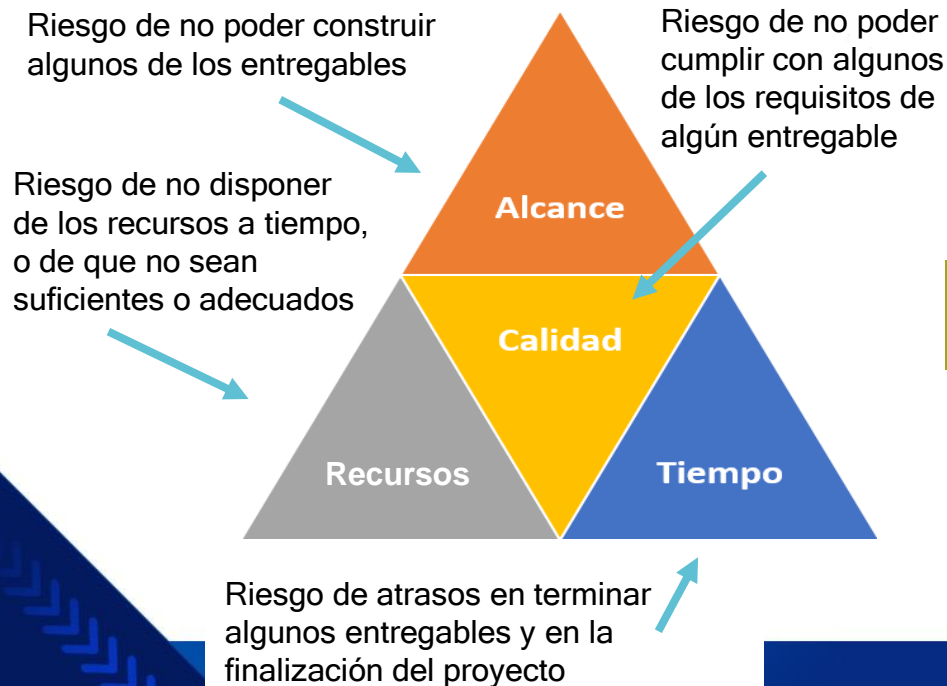 Riesgo de no poder construir
algunos de los entregables
Riesgo de no poder
cumplir con algunos
de los requisitos de
algún entregable
Riesgo de no disponer
de los recursos a tiempo,
o de que no sean
suficientes o adecuados
Alcance
Calidad
Recursos
Tiempo
Riesgo de atrasos en terminar
algunos entregables y en la
finalización del proyecto